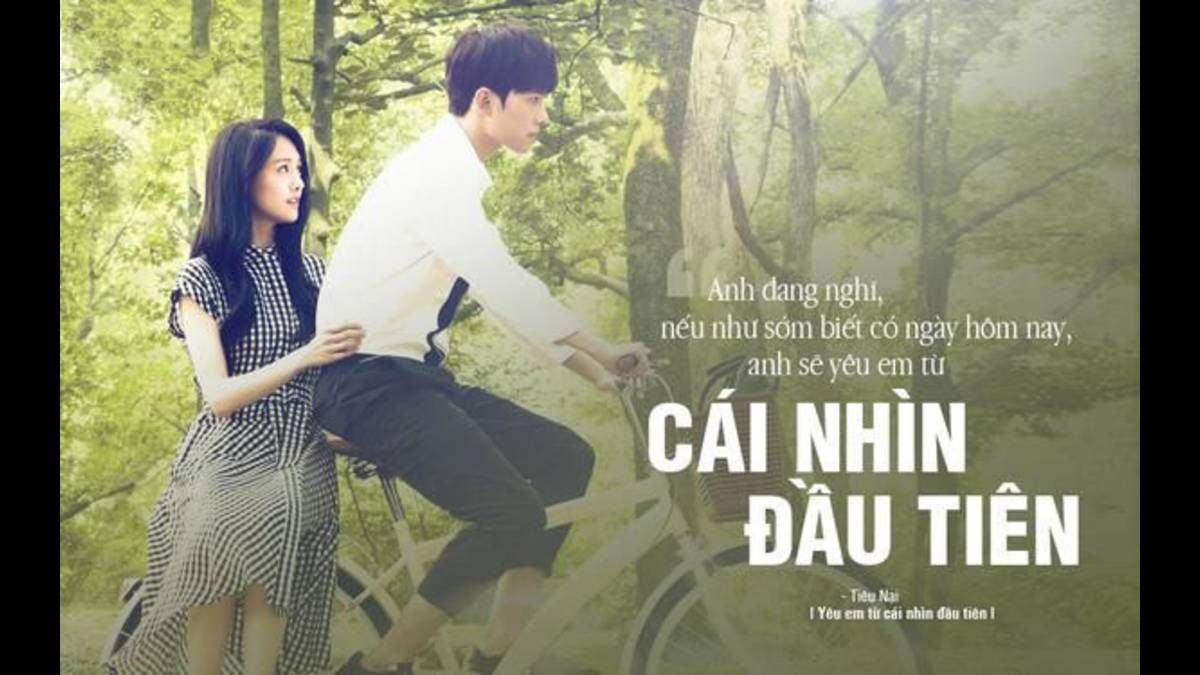 “
Anh đang nghĩ,
nếu như sớm biết có ngày hôm nay,
anh sẽ yêu em từ
CÁI NHÌN
ĐẦU TIÊN
- Tiêu Nại
| Yêu em từ cái nhìn đầu tiên |